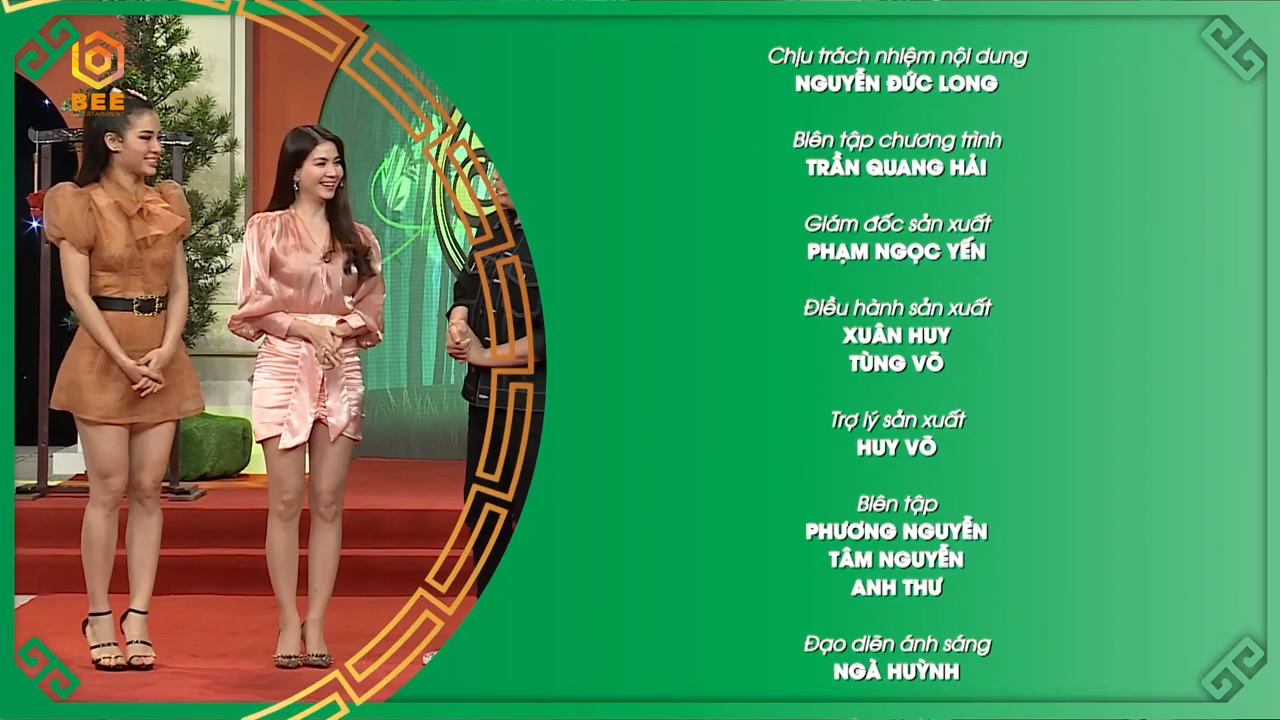 BEE
ENTERTAINMENT
Chịu trách nhiệm nội dung
NGUYỄN ĐỨC LONG
Biên tập chương trình
TRẦN QUANG HẢI
Giám đốc sản xuất
PHẠM NGỌC YẾN
Điều hành sản xuất
XUÂN HUY
TÙNG VÕ
Trợ lý sản xuất
HUY VÕ
Biên tập
PHƯƠNG NGUYỄN
TÂM NGUYỄN
ANH THƯ
Đạo diễn ánh sáng
NGÀ HUỲNH